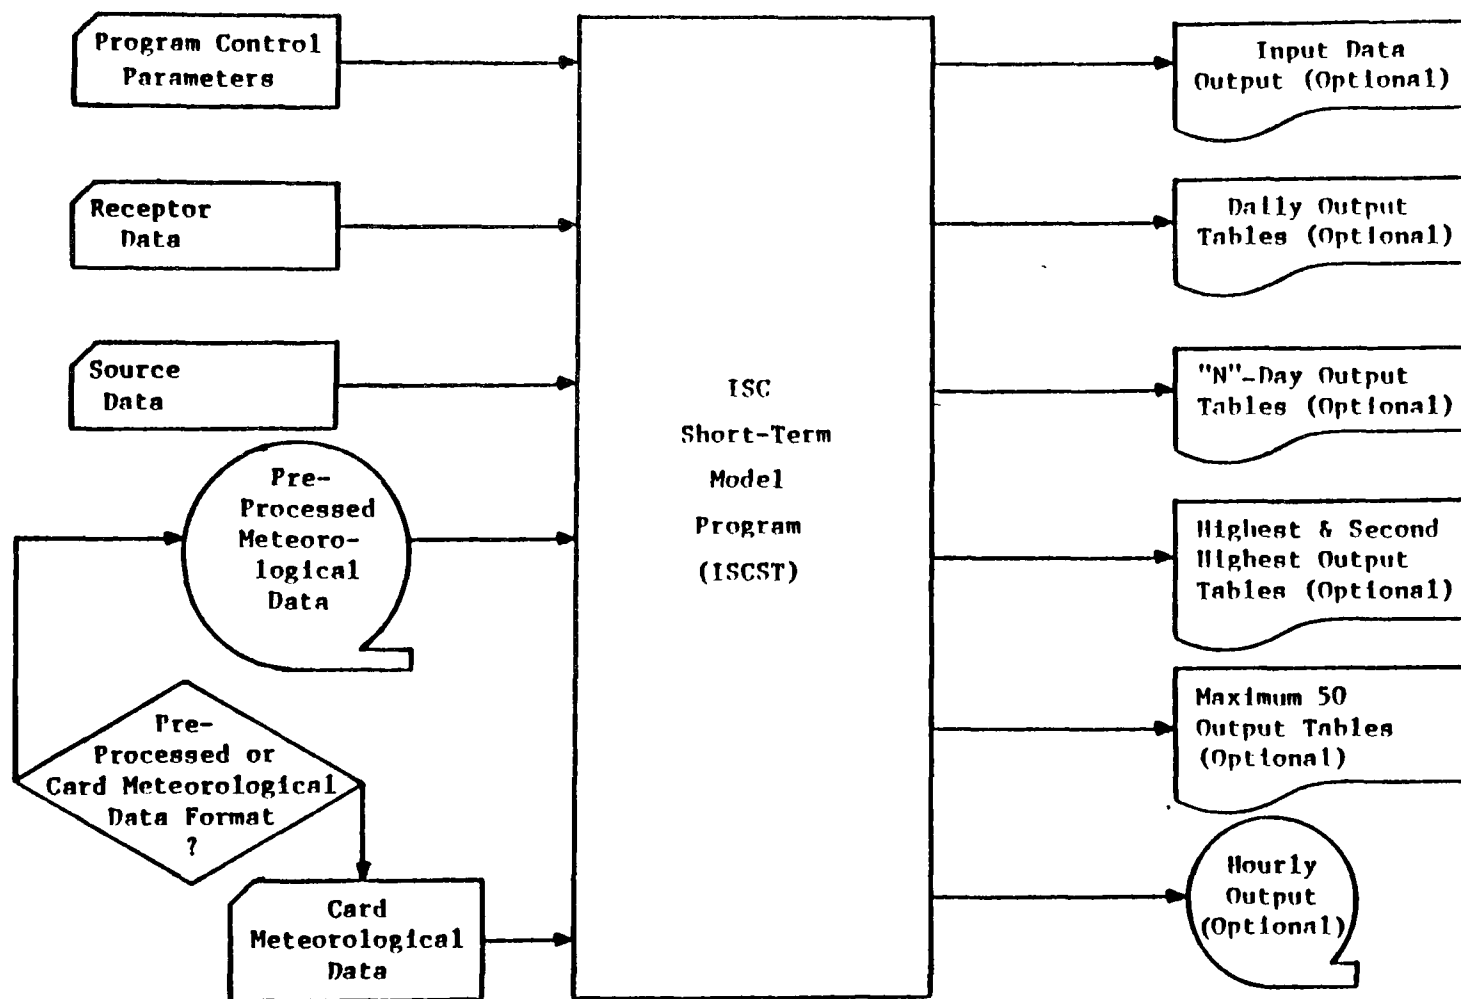 Program Control
Parameters
Receptor
Data
Source
Data
Pre-
Processed
Meteoro-
logical
Data
Pre-
Processed or
Card Meteorological
Data Format
?
Card
Meteorological
Data
ISC
Short-Term
Model
Program
(ISCST)
Input Data
Output (Optional)
Daily Output
Tables (Optional)
"N"-Day Output
Tables (Optional)
Highest & Second
Highest Output
Tables (Optional)
Maximum 50
Output Tables
(Optional)
Hourly
Output
(Optional)